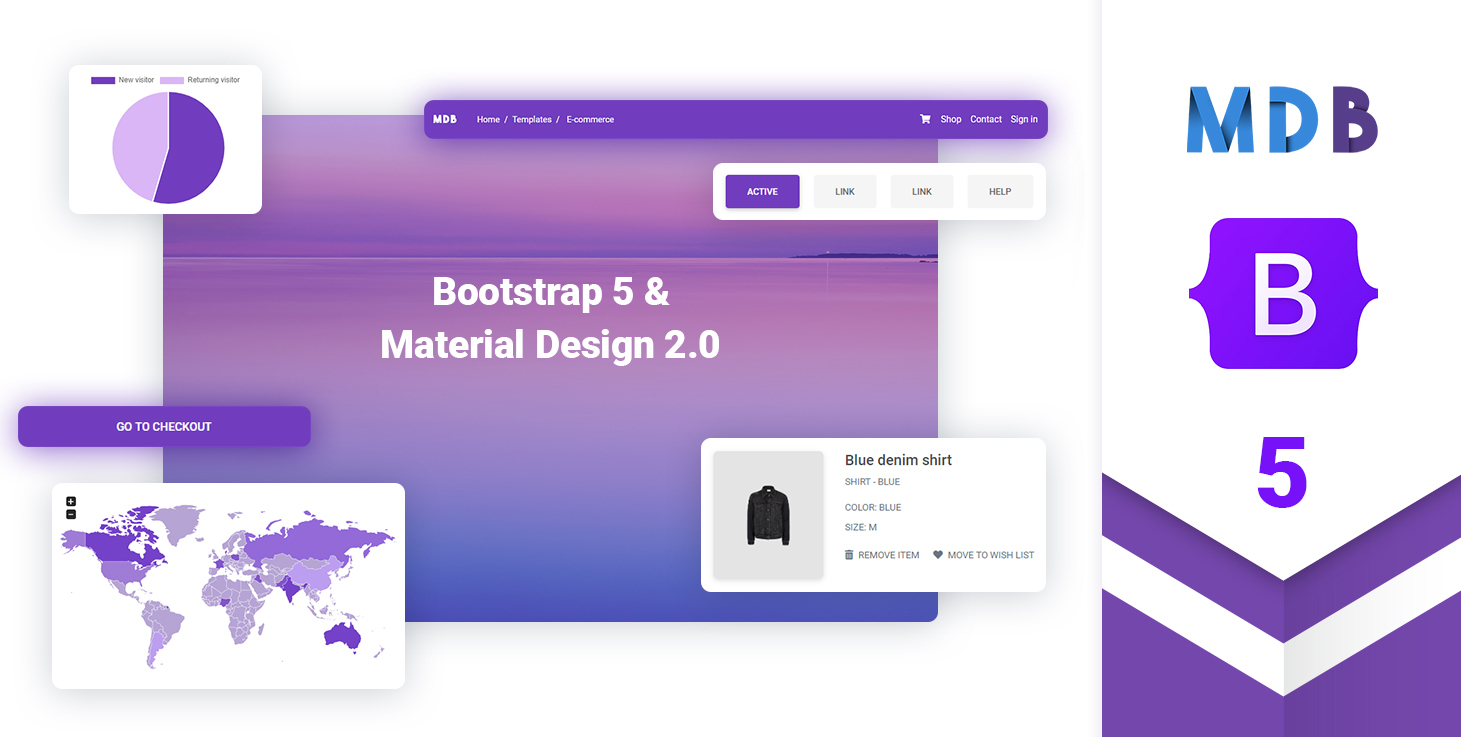 New visitor Returning visitor
MDB Home / Templates / E-commerce Shop Contact Sign in
ACTIVE LINK LINK HELP
Bootstrap 5 &
Material Design 2.0
GO TO CHECKOUT
+
−
Blue denim shirt
SHIRT - BLUE
COLOR: BLUE
SIZE: M
REMOVE ITEM MOVE TO WISH LIST
MDB
B
5